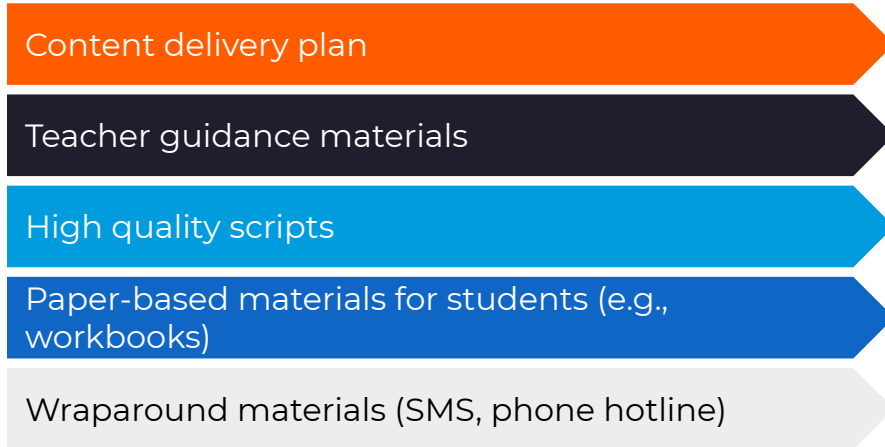 Content delivery plan
Teacher guidance materials
High quality scripts
Paper-based materials for students (e.g.,
workbooks)
Wraparound materials (SMS, phone hotline)